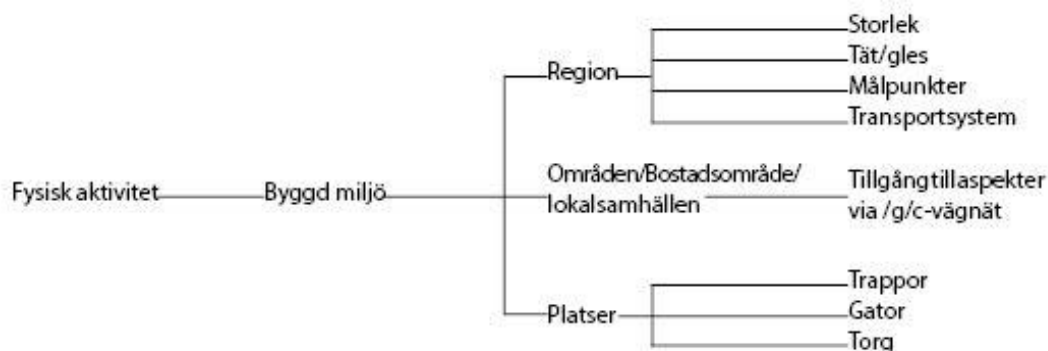 Fysisk aktivitet
Byggd miljö
Region
Storlek
Tät/gles
Målpunkter
Transportsystem
Områden/Bostadsområde/
lokalsamhällen
Tillgångtillaspekter
via /g/c-vägnät
Platser
Trappor
Gator
Torg